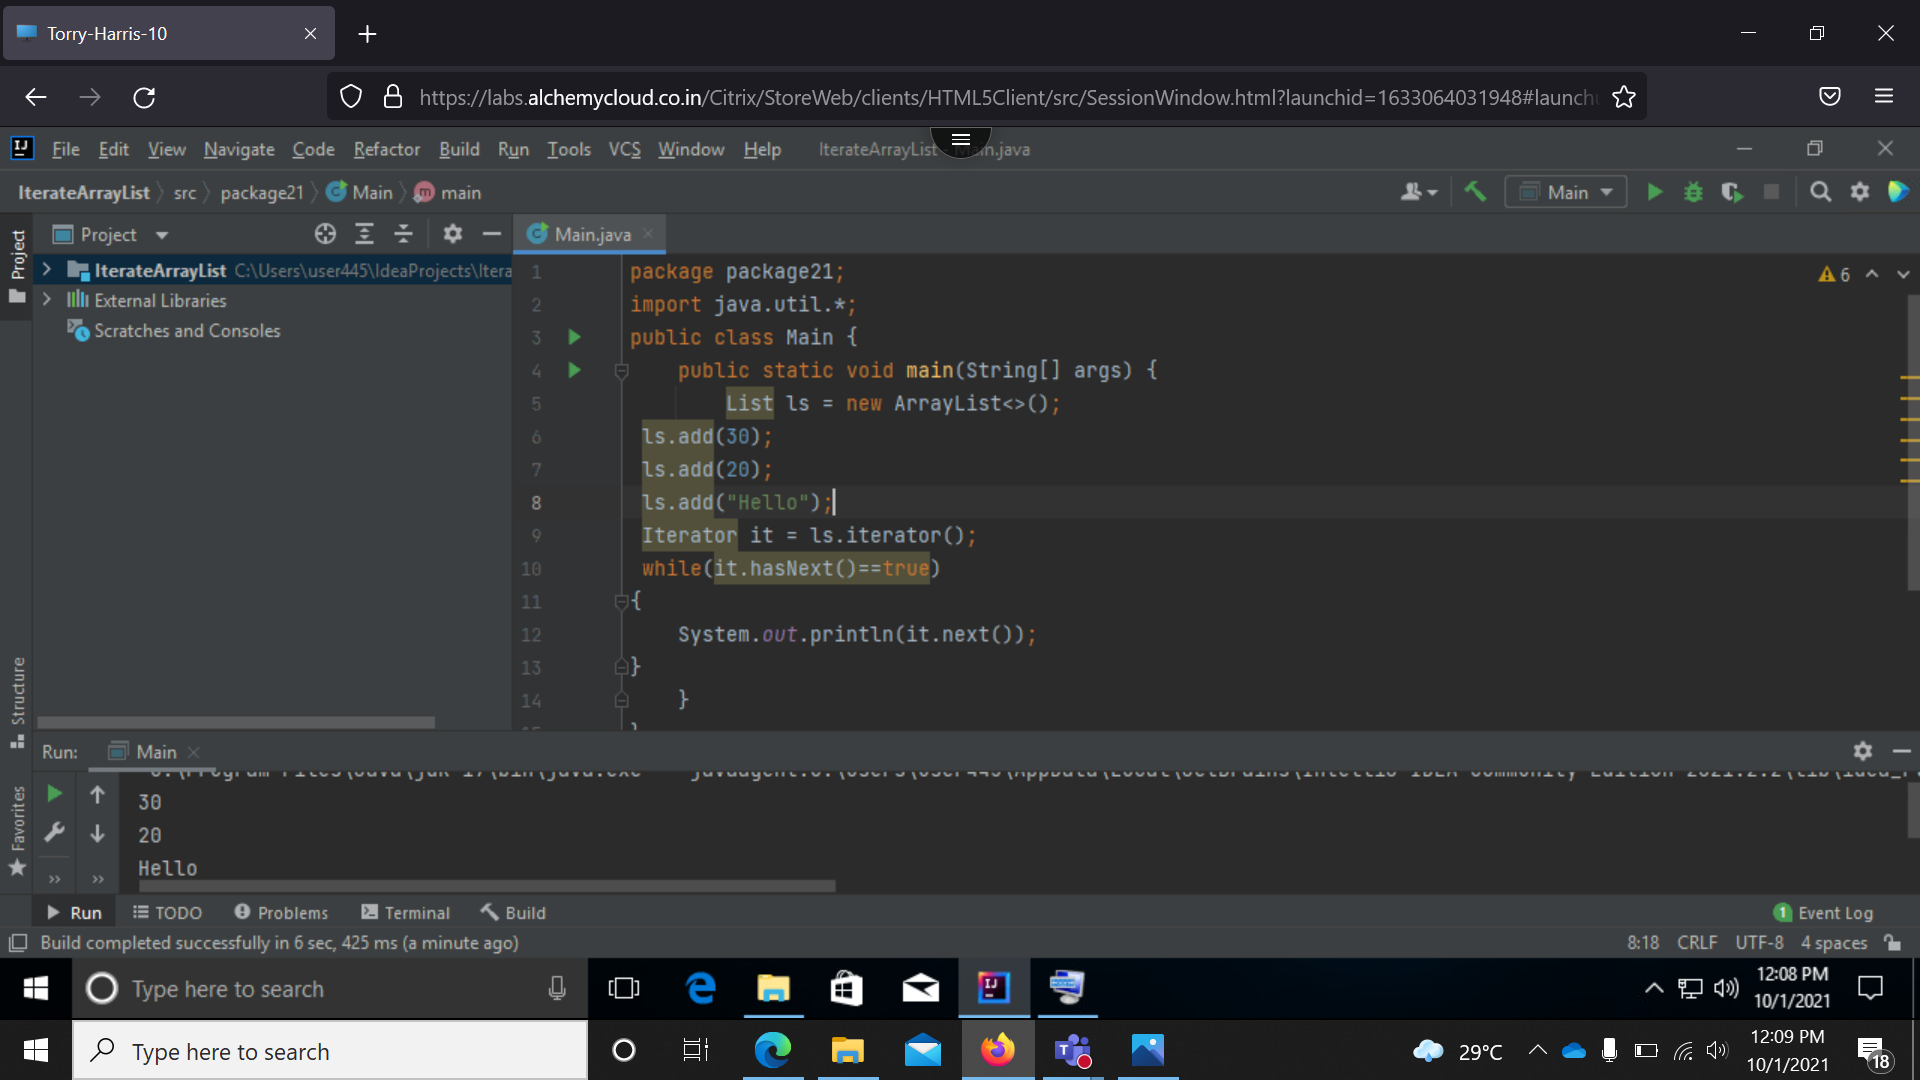 Torry-Harris-10
https://labs.alchemycloud.co.in/Citrix/StoreWeb/clients/HTML5Client/src/SessionWindow.html?launchid=1633064031948#launch
File Edit View Navigate Code Refactor Build Run Tools VCS Window Help IterateArrayList - Main.java
IterateArrayList src package21 Main main
Main
Project
Main.java
Project
IterateArrayList C:\Users\user445\IdeaProjects\Itera
External Libraries
Scratches and Consoles
6
1 package package21;
2 import java.util.*;
3 public class Main {
4 public static void main(String[] args) {
5 List ls = new ArrayList<>();
6 ls.add(30);
7 ls.add(20);
8 ls.add("Hello");
9 Iterator it = ls.iterator();
10 while(it.hasNext()==true)
11 {
12 System.out.println(it.next());
13 }
14 }
Structure
Favorites
Run: Main
30
20
Hello
Run TODO Problems Terminal Build
1 Event Log
Build completed successfully in 6 sec, 425 ms (a minute ago)
8:18 CRLF UTF-8 4 spaces
Type here to search
12:08 PM
10/1/2021
Type here to search
29°C
12:09 PM
10/1/2021
18